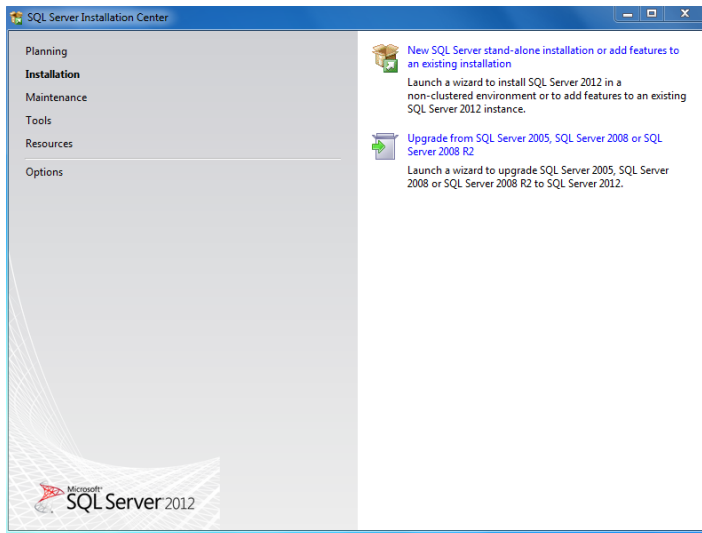 SQL Server Installation Center
Planning
Installation
Maintenance
Tools
Resources
Options
New SQL Server stand-alone installation or add features to
an existing installation
Launch a wizard to install SQL Server 2012 in a
non-clustered environment or to add features to an existing
SQL Server 2012 instance.
Upgrade from SQL Server 2005, SQL Server 2008 or SQL
Server 2008 R2
Launch a wizard to upgrade SQL Server 2005, SQL Server
2008 or SQL Server 2008 R2 to SQL Server 2012.
Microsoft®
SQL Server® 2012